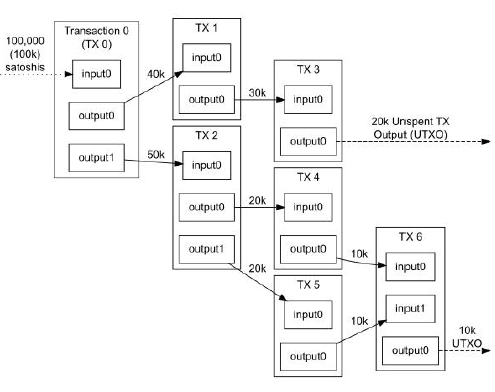 100,000
(100k)
satoshis
Transaction 0
(TX 0)
input0
output0
output1
40k
50k
TX 1
input0
output0
30k
TX 2
input0
output0
output1
20k
20k
TX 3
input0
output0
20k Unspent TX
Output (UTXO)
TX 4
input0
output0
10k
TX 5
input0
output0
10k
TX 6
input0
input1
output0
10k
UTXO